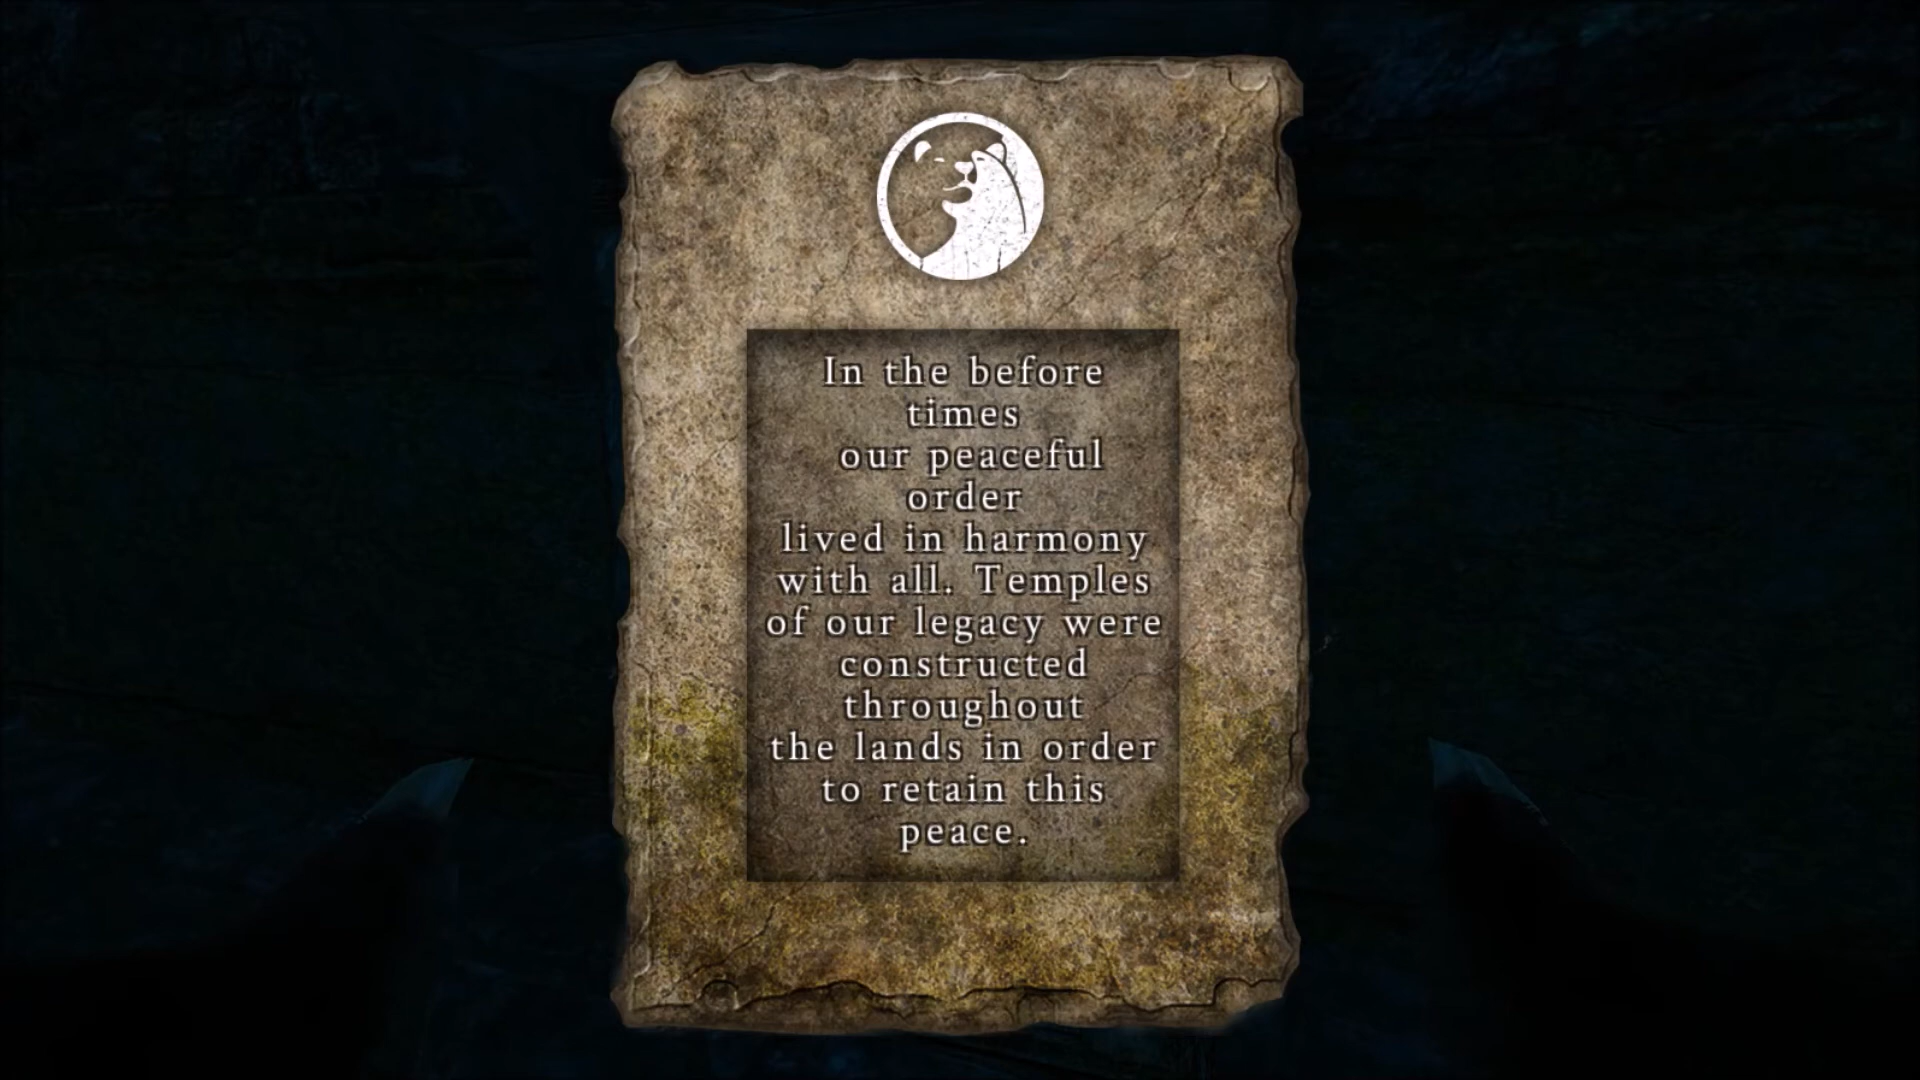 In the before
times
our peaceful
order
lived in harmony
with all. Temples
of our legacy were
constructed
throughout
the lands in order
to retain this
peace.